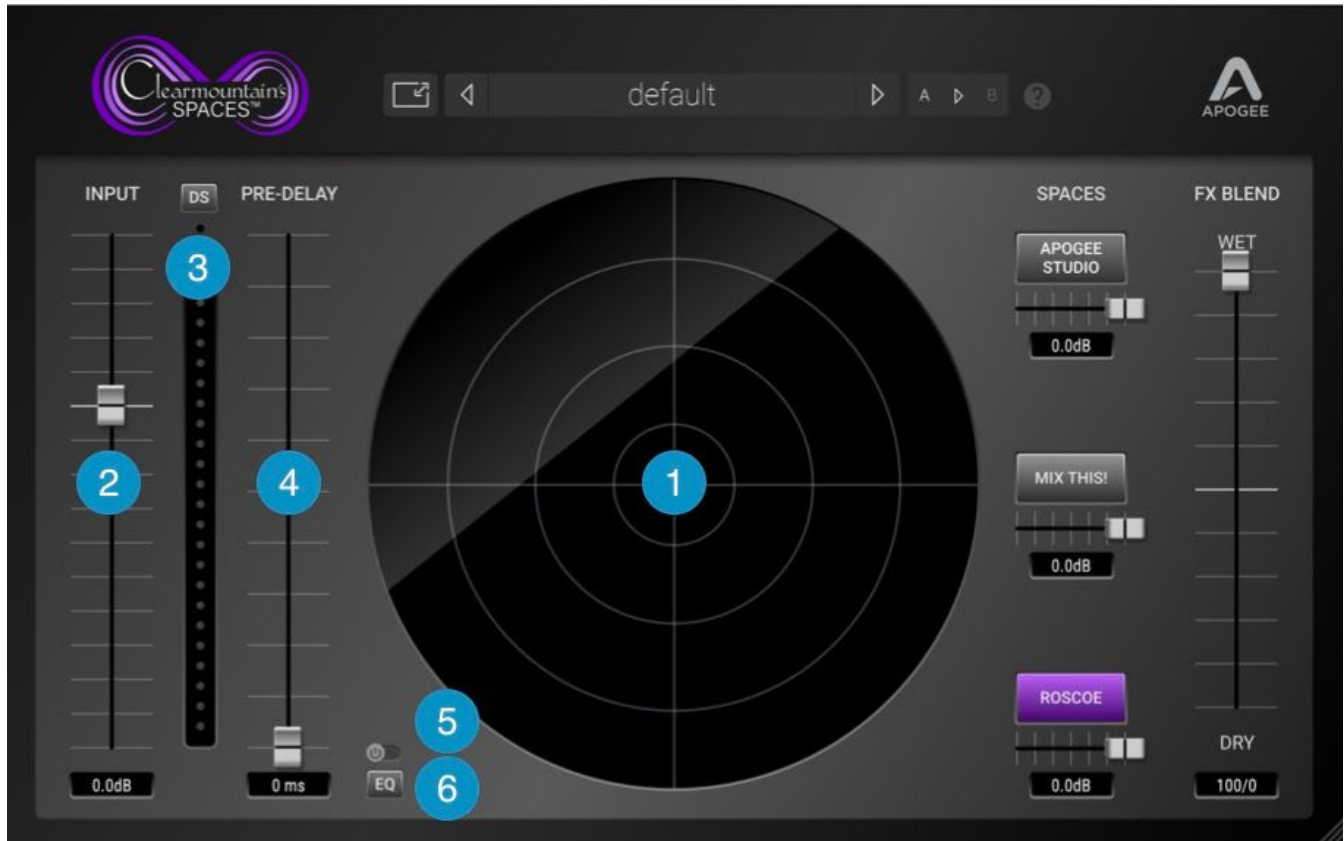 Clearmountain's
SPACES™
default
A B
?
APOGEE
INPUT
DS
PRE-DELAY
SPACES
FX BLEND
WET
APOGEE
STUDIO
0.0dB
3
2
4
1
MIX THIS!
0.0dB
5
ROSCOE
6
EQ
DRY
0.0dB
0 ms
0.0dB
100/0